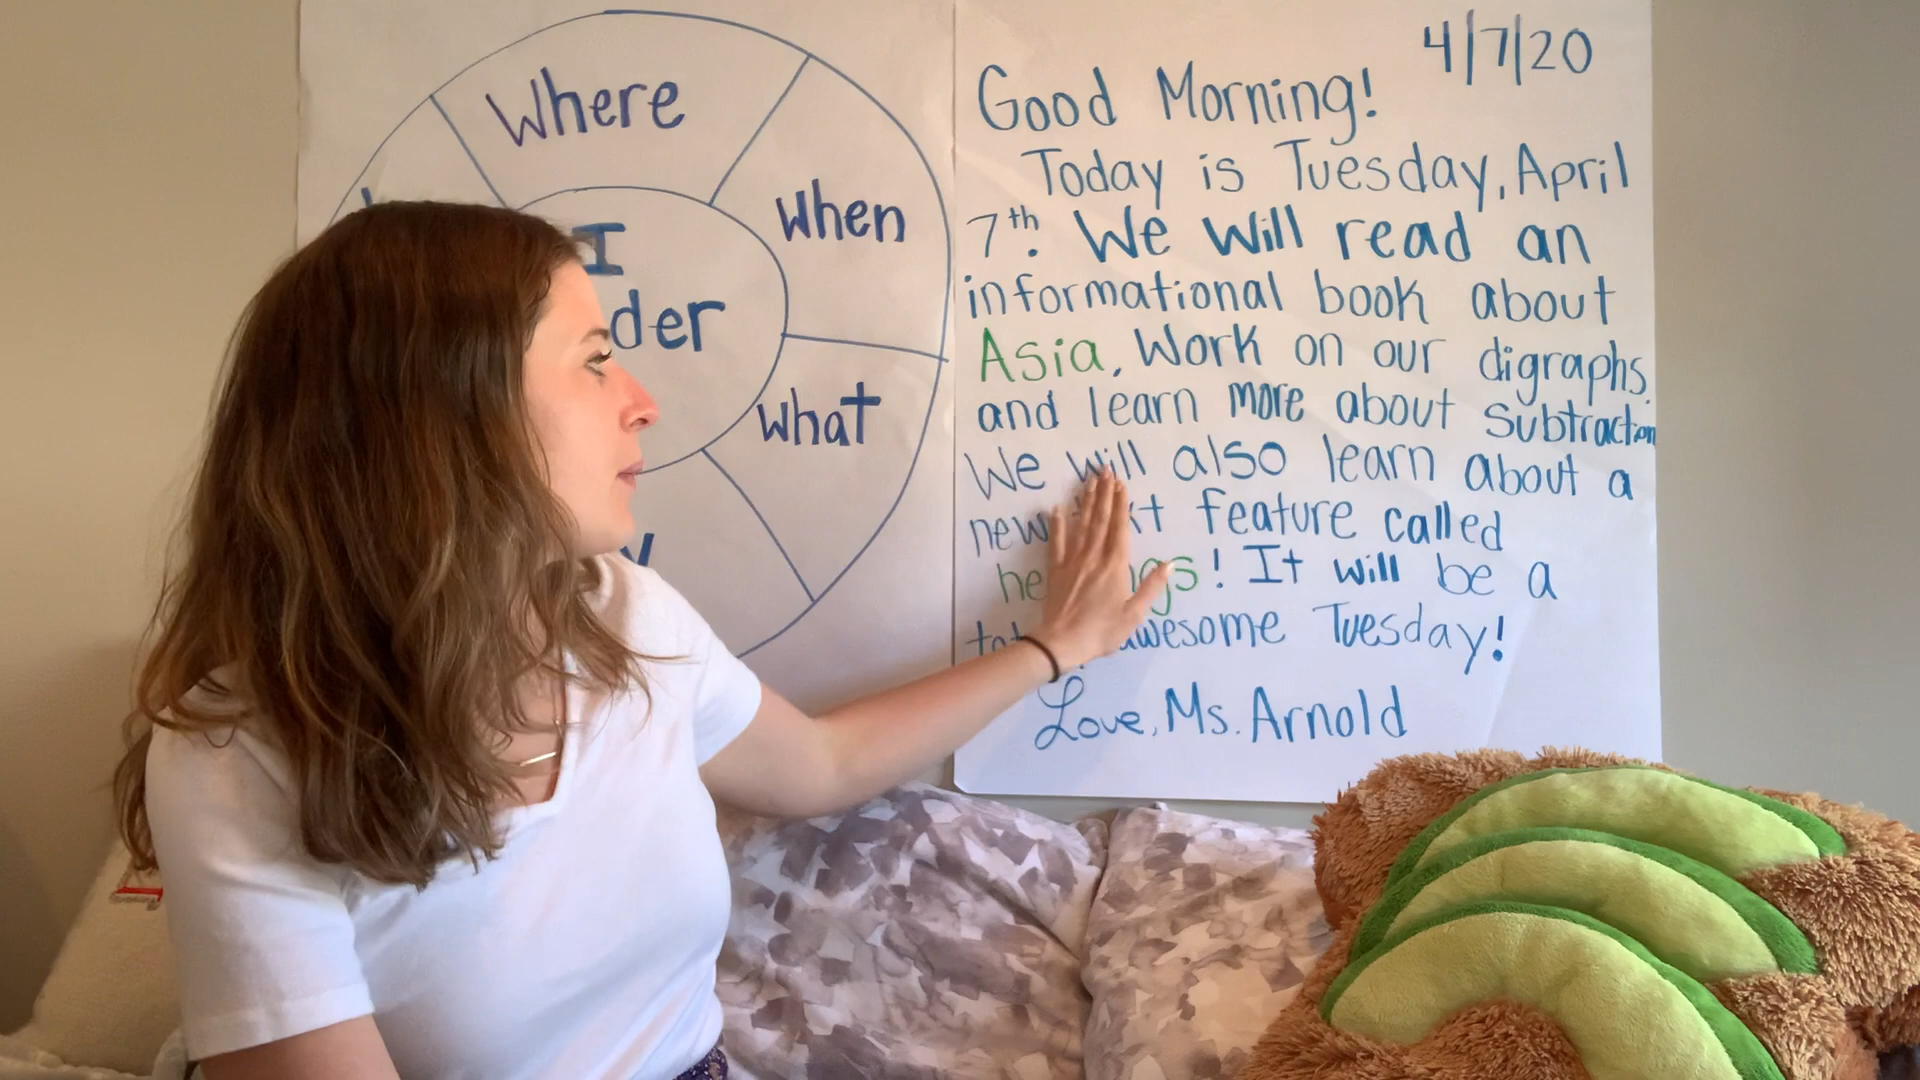 Where
When
I
der
What
4/7/20
Good Morning!
Today is Tuesday, April
7th. We will read an
informational book about
Asia, work on our digraphs,
and learn more about subtraction
We will also learn about a
new feature called
! It will be a
awesome Tuesday!
Love, Ms. Arnold